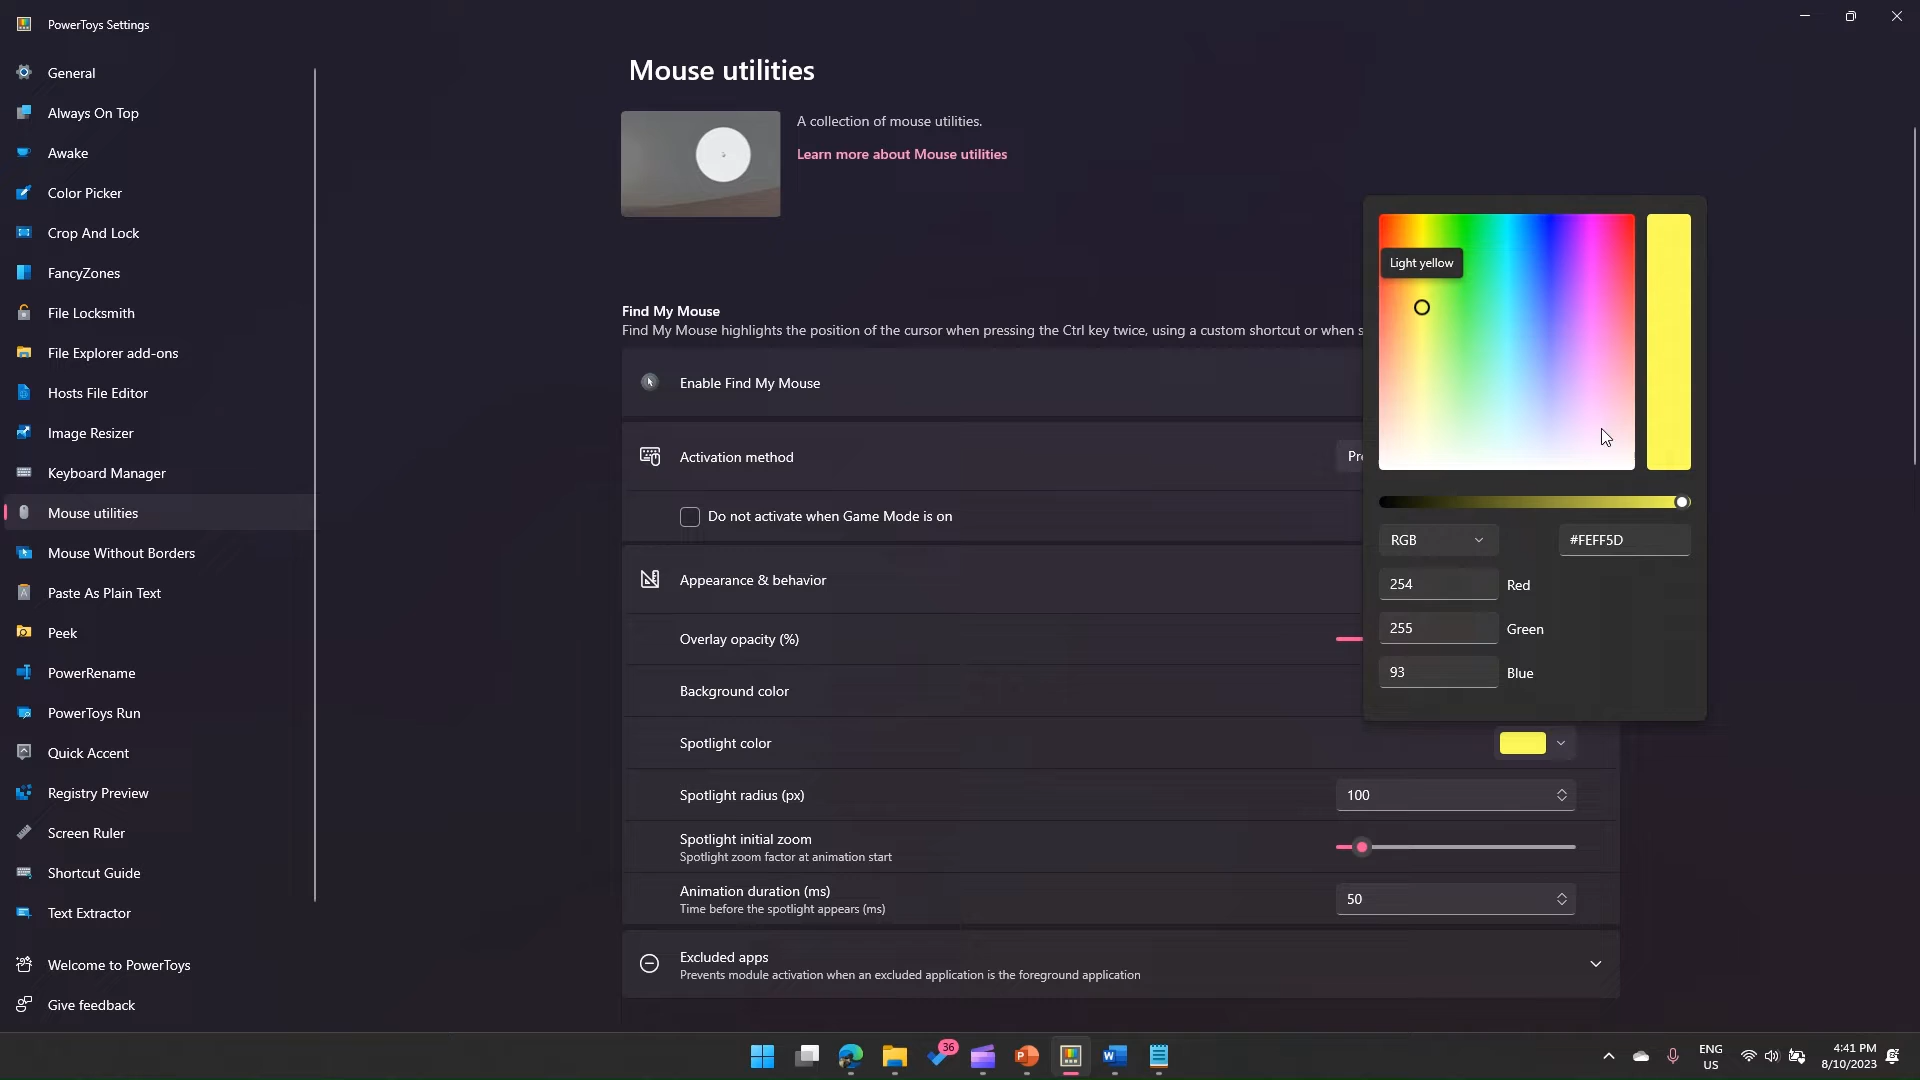 PowerToys Settings
General
Always On Top
Awake
Color Picker
Crop And Lock
FancyZones
File Locksmith
File Explorer add-ons
Hosts File Editor
Image Resizer
Keyboard Manager
Mouse utilities
Mouse Without Borders
Paste As Plain Text
Peek
PowerRename
PowerToys Run
Quick Accent
Registry Preview
Screen Ruler
Shortcut Guide
Text Extractor
Welcome to PowerToys
Give feedback
Mouse utilities
A collection of mouse utilities.
Learn more about Mouse utilities
Find My Mouse
Find My Mouse highlights the position of the cursor when pressing the Ctrl key twice, using a custom shortcut or when s
Enable Find My Mouse
Activation method
Pre
Do not activate when Game Mode is on
Appearance & behavior
Overlay opacity (%)
Background color
Spotlight color
Spotlight radius (px)
100
Spotlight initial zoom
Spotlight zoom factor at animation start
Animation duration (ms)
Time before the spotlight appears (ms)
50
Excluded apps
Prevents module activation when an excluded application is the foreground application
Light yellow
RGB
#FEFF5D
254 Red
255 Green
93 Blue
36
ENG
US
4:41 PM
8/10/2023